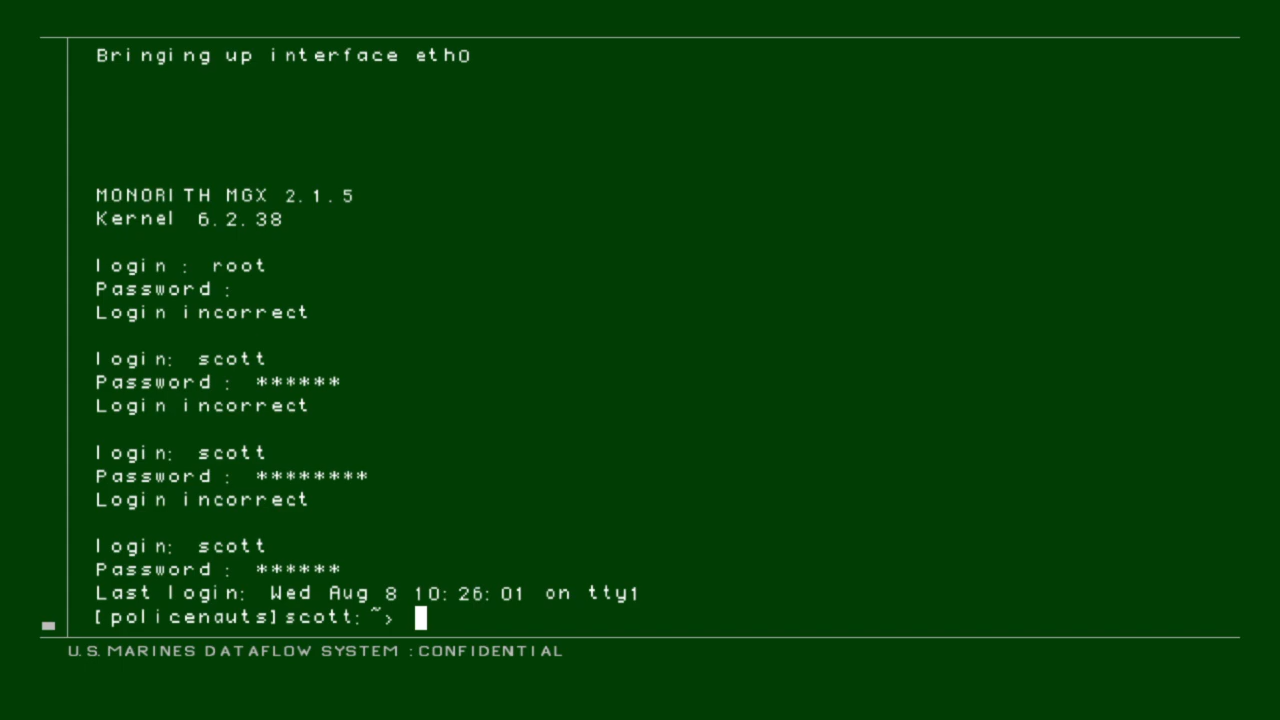 Bringing up interface eth0
MONORITH MGX 2.1.5
Kernel 6.2.38
login : root
Password :
Login incorrect
login: scott
Password : ******
Login incorrect
login: scott
Password : ********
Login incorrect
login: scott
Password : ******
Last login: Wed Aug 8 10:26:01 on tty1
[policenauts]scott:~>
U.S.MARINES DATAFLOW SYSTEM :CONFIDENTIAL